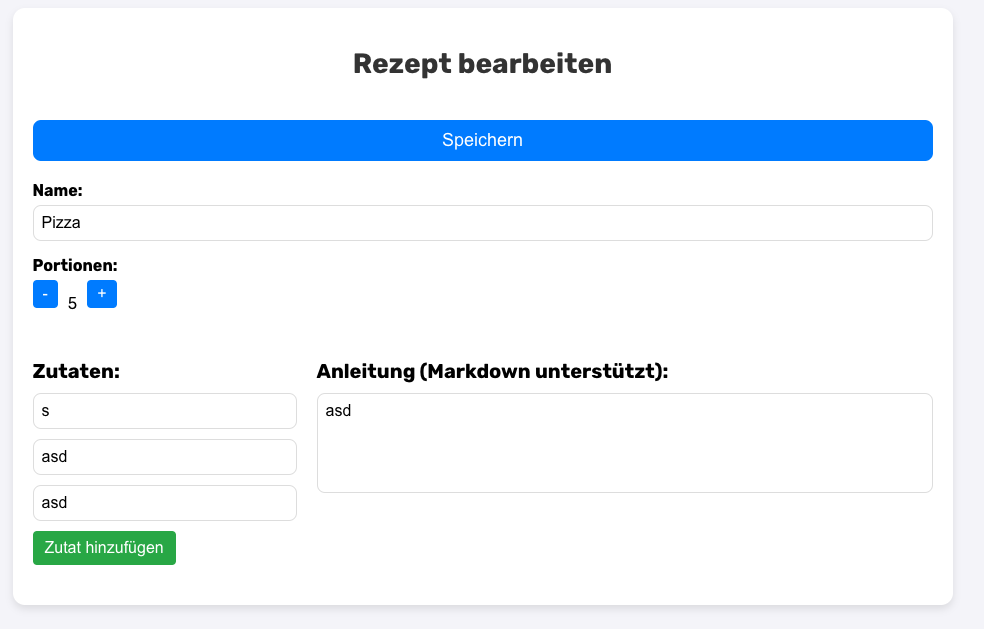 Rezept bearbeiten
Speichern
Name:
Pizza
Portionen:
- 5 +
Zutaten:
s
asd
asd
Zutat hinzufügen
Anleitung (Markdown unterstützt):
asd